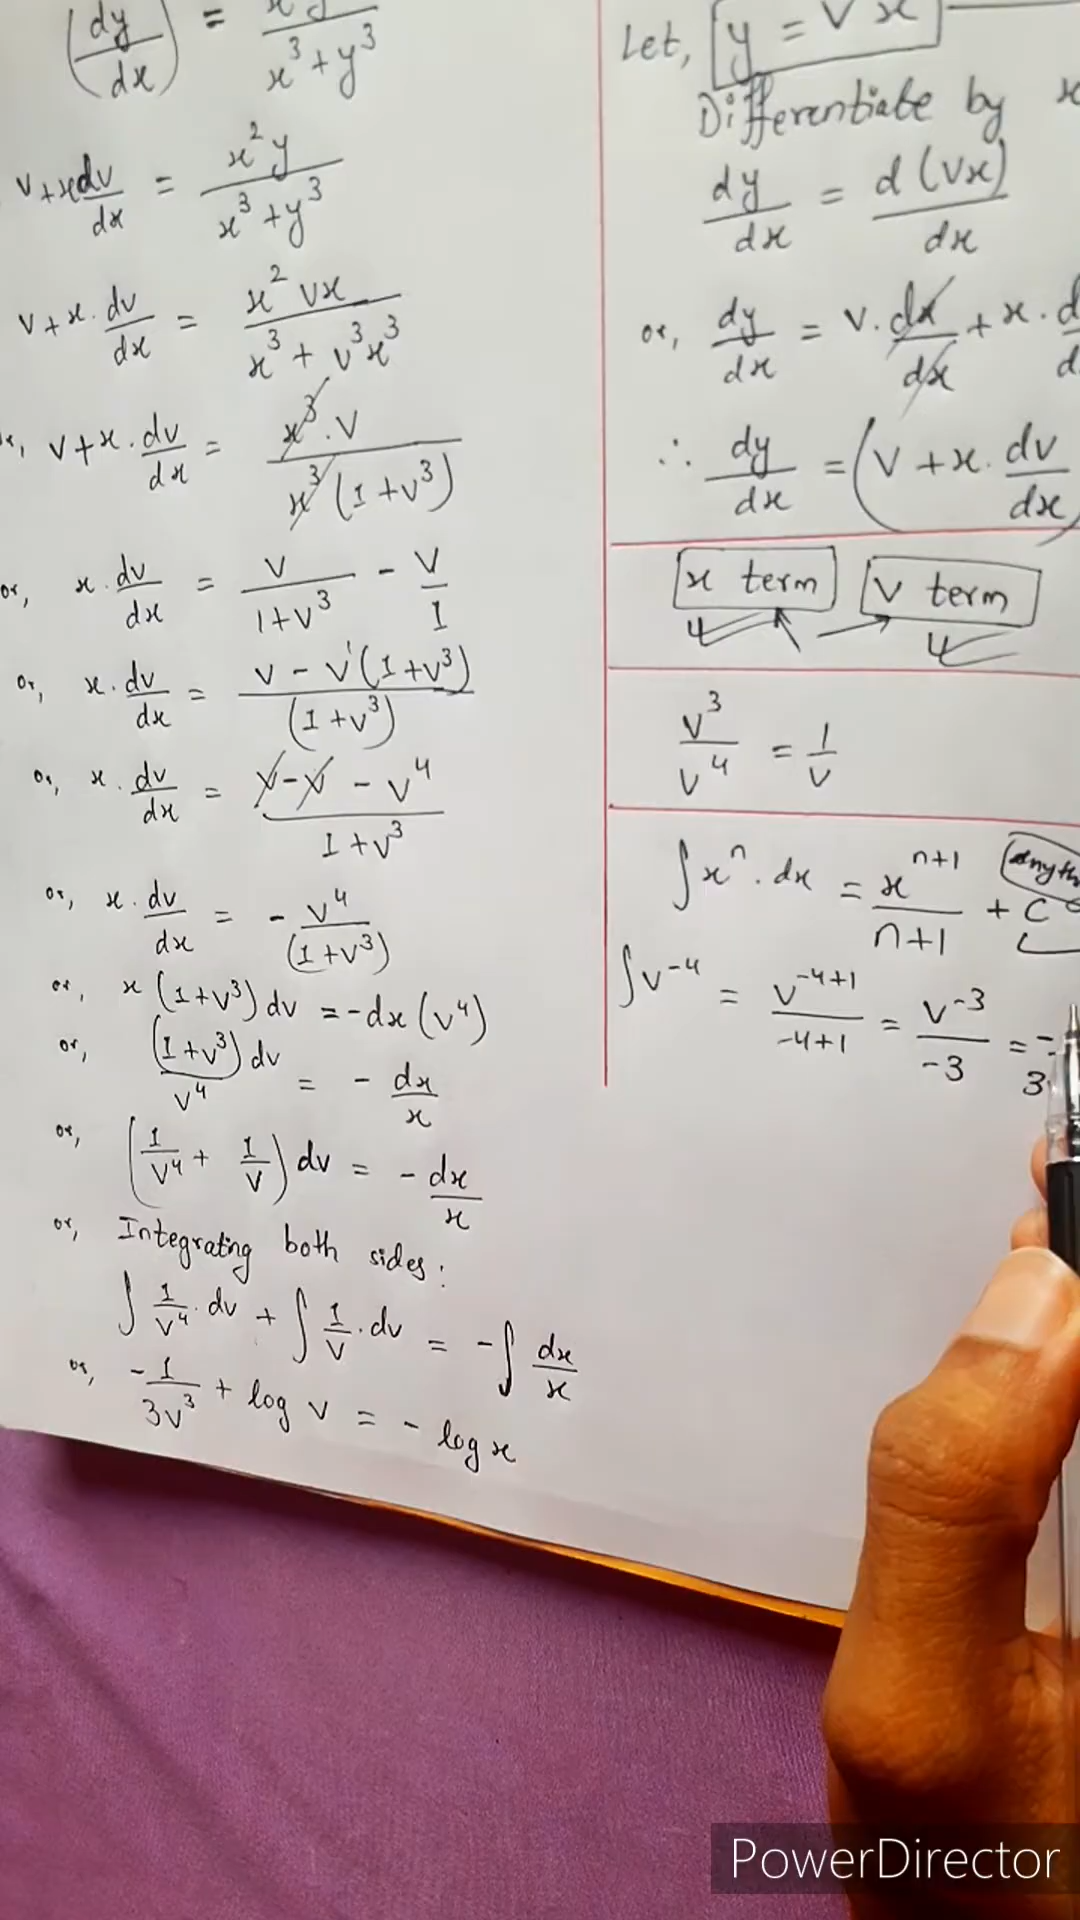 (dy/dx) = x y / x³+y³
v+xdv/dx = x²y / x³+y³
v+x.dv/dx = x² vx / x³ + v³x³
v+x.dv/dx = x³.v / x³(1+v³)
or, x.dv/dx = v/1+v³ - v/1
or, x.dv/dx = v - v(1+v³) / (1+v³)
or, x.dv/dx = v-v - v⁴ / 1+v³
or, x.dv/dx = - v⁴/(1+v³)
or, x(1+v³)dv = -dx(v⁴)
or, (1+v³)dv / v⁴ = - dx/x
or, (1/v⁴ + 1/v) dv = - dx/x
or, Integrating both sides:
∫ 1/v⁴.dv + ∫ 1/v.dv = -∫ dx/x
or, -1/3v³ + log v = - log x
Let, y = vx
Differentiate by x
dy/dx = d(vx)/dx
or, dy/dx = v.dx/dx + x.
∴ dy/dx = (v+x.dv/dx
x term v term
v³/v⁴ = 1/v
∫xⁿ.dx = xⁿ⁺¹/n+1 + C
∫v⁻⁴ = v⁻⁴⁺¹/-4+1 = v⁻³/-3 = -
3
PowerDirector